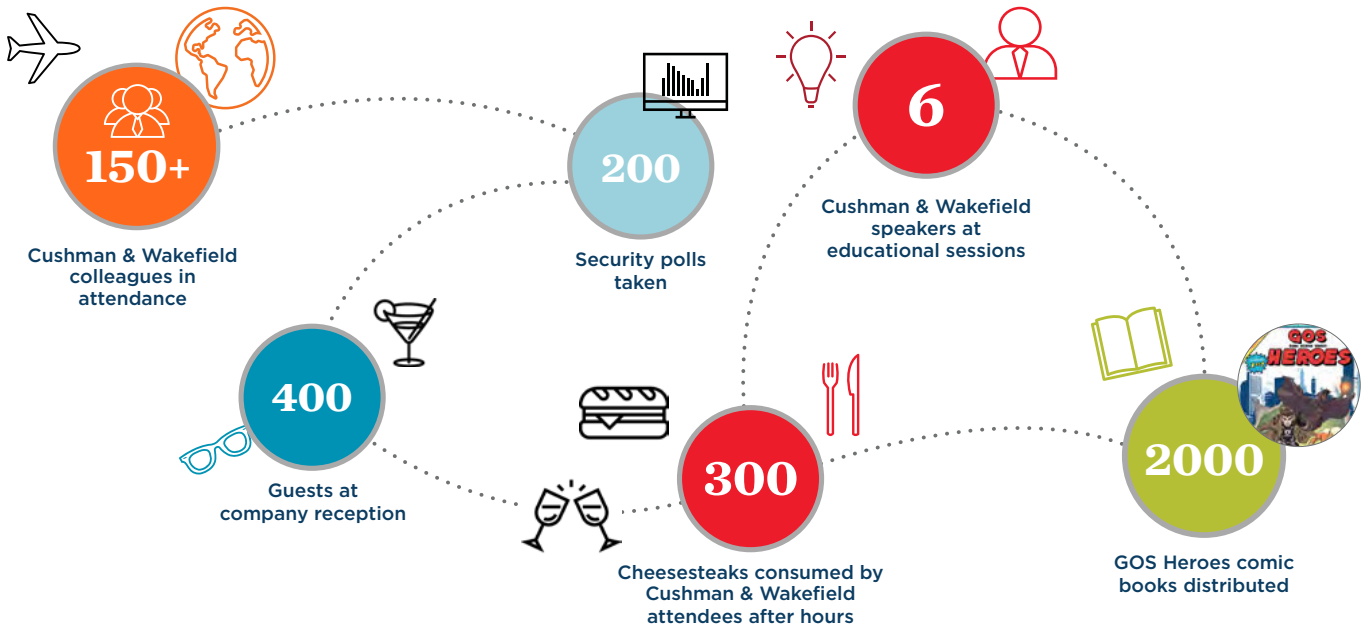 150+
Cushman & Wakefield
colleagues in
attendance
200
Security polls
taken
6
Cushman & Wakefield
speakers at
educational sessions
400
Guests at
company reception
300
Cheesesteaks consumed by
Cushman & Wakefield
attendees after hours
GOS
HEROES
2000
GOS Heroes comic
books distributed